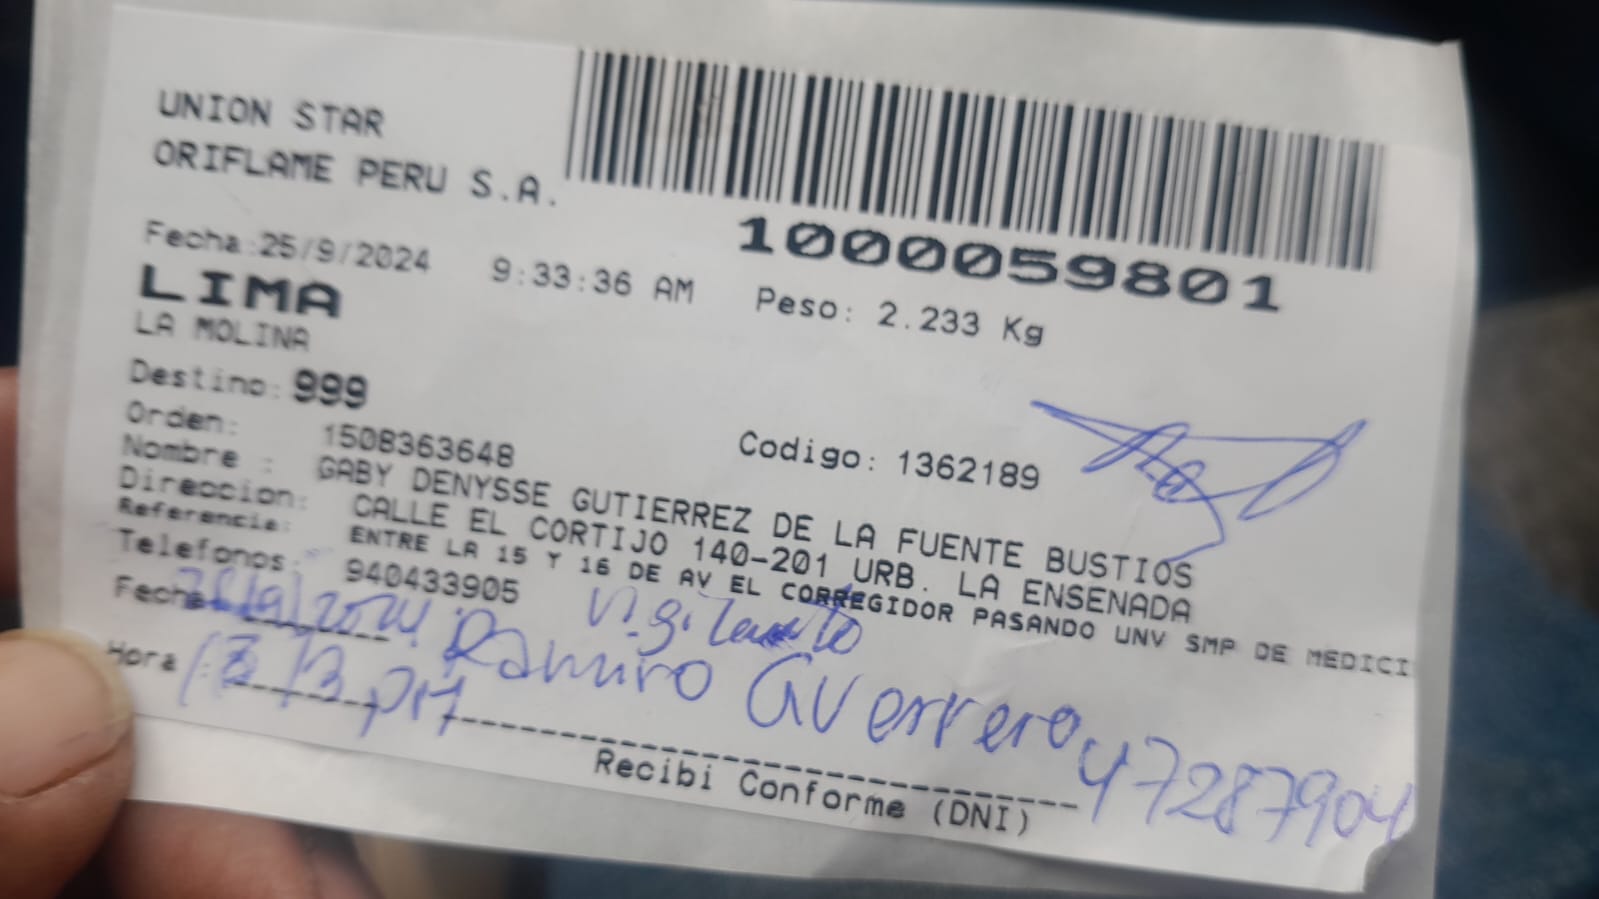 UNION STAR
ORIFLAME PERU S.A.
1000059801
Fecha:25/9/2024 9:33:36 AM Peso: 2.233 Kg
LIMA
LA MOLINA
Destino: 999
Orden: 1508363648 Codigo: 1362189
Nombre : GABY DENYSSE GUTIERREZ DE LA FUENTE BUSTIOS
Direccion: CALLE EL CORTIJO 140-201 URB. LA ENSENADA
Referencia: ENTRE LA 15 Y 16 DE AV EL CORREGIDOR PASANDO UNV SMP DE MEDICI
Telefonos: 940433905 Vigilante
Fecha Ramiro Guerrero 47287904
Hora
Recibi Conforme (DNI)